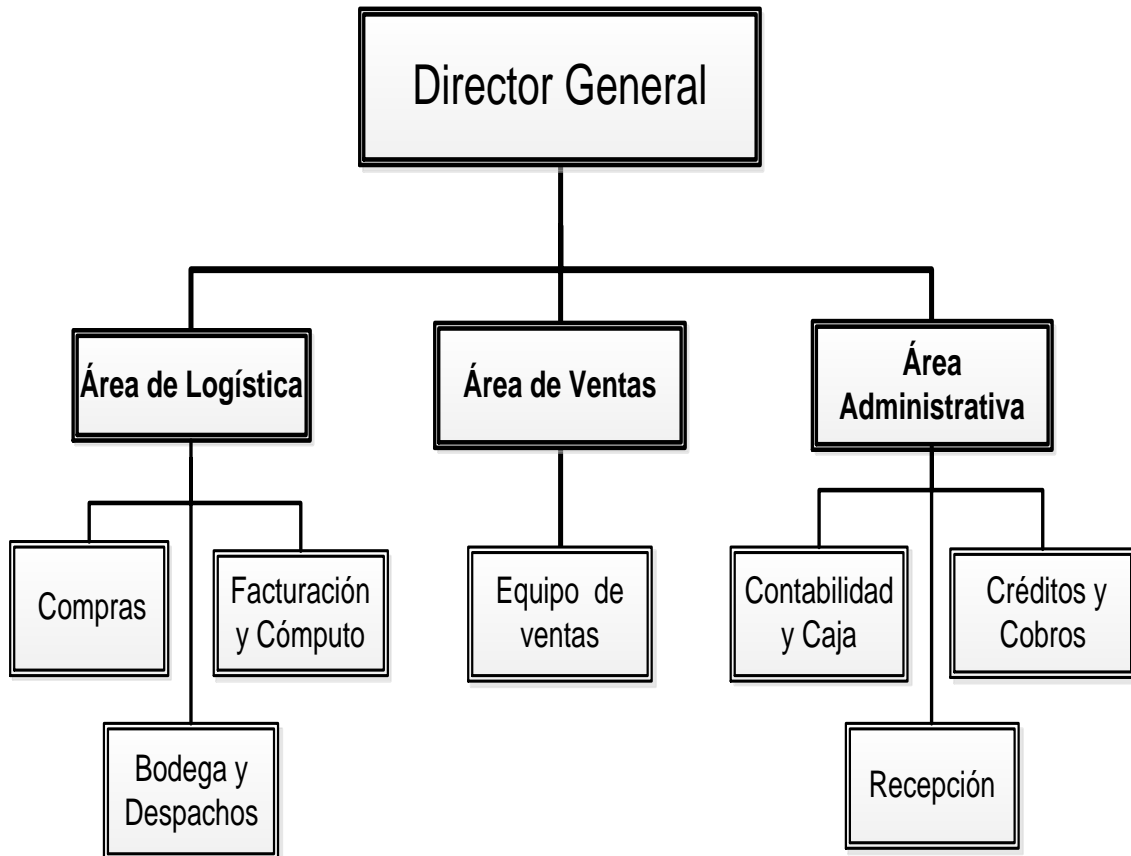 Director General
Área de Logística
Área de Ventas
Área
Administrativa
Compras
Facturación
y Cómputo
Bodega y
Despachos
Equipo de
ventas
Contabilidad
y Caja
Créditos y
Cobros
Recepción